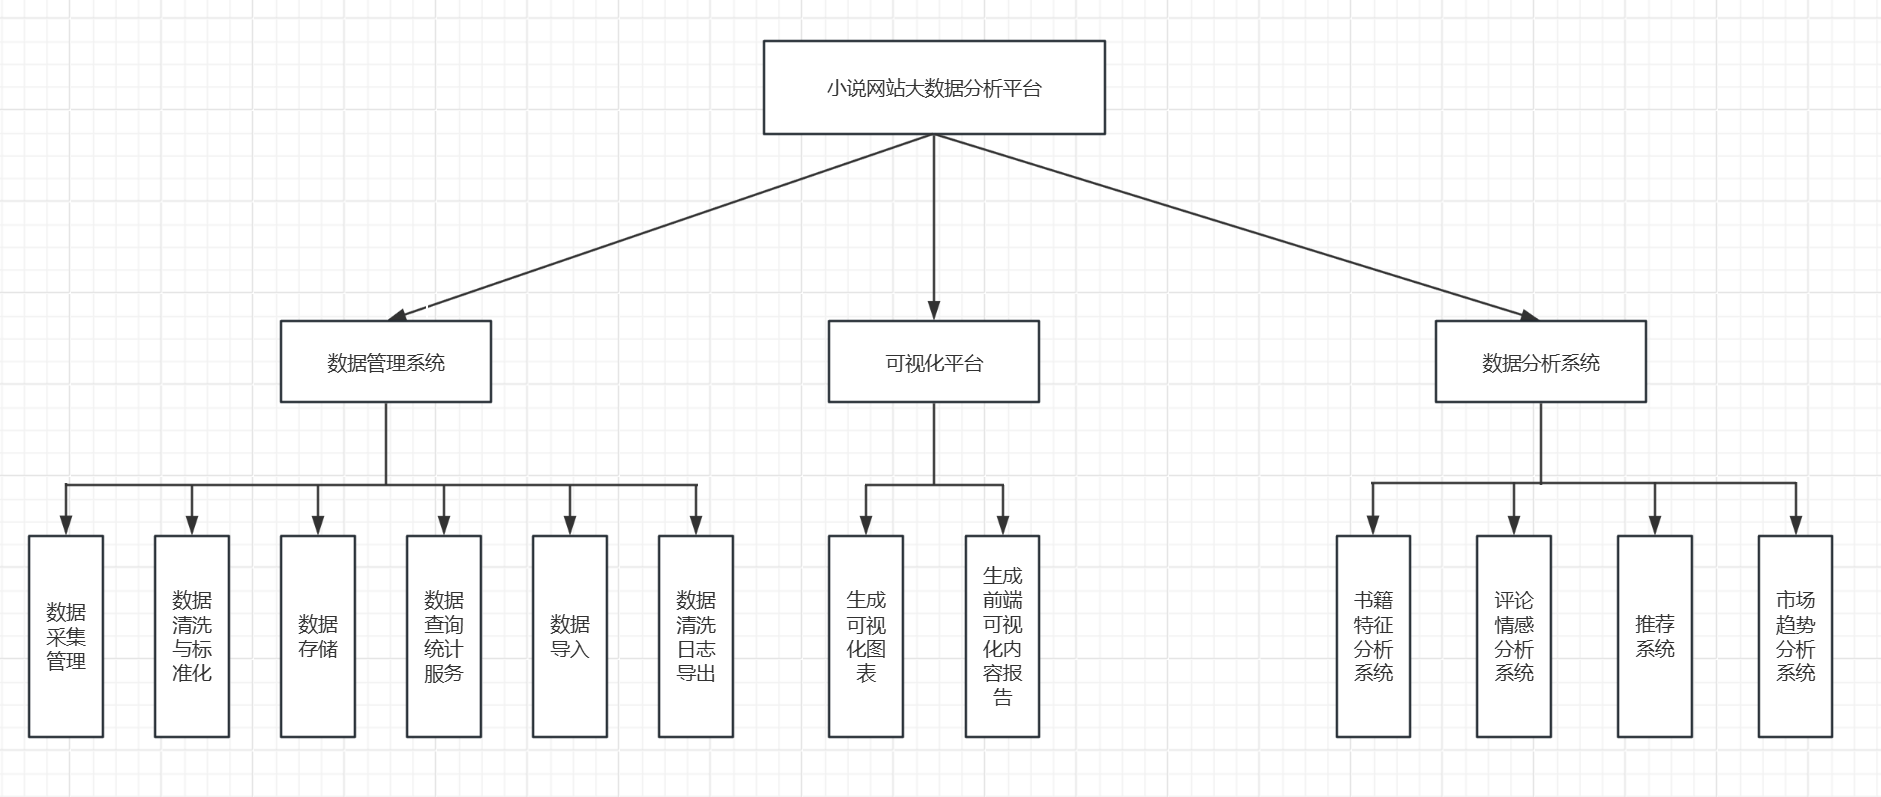 小说网站大数据分析平台
数据管理系统
可视化平台
数据分析系统
数据
采集
管理
数据
清洗
与标
准化
数据
存储
数据
查询
统计
服务
数据
导入
数据
清洗
日志
导出
生成
可视
化图
表
生成
前端
可视
化内
容报
告
书籍
特征
分析
系统
评论
情感
分析
系统
推荐
系统
市场
趋势
分析
系统